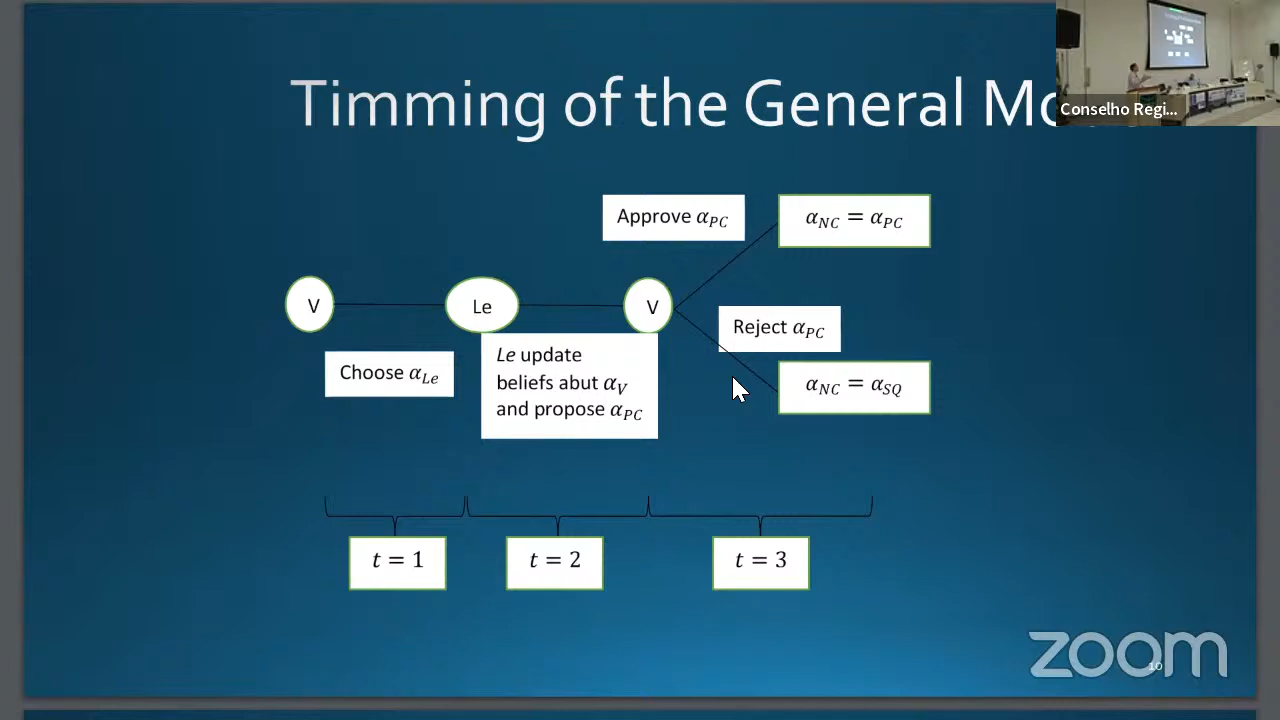 Timming of the General Mo
Conselho Regi...
Approve α_PC
α_NC = α_PC
V
Le
V
Reject α_PC
Choose α_Le
Le update
beliefs abut α_V
and propose α_PC
α_NC = α_SQ
t = 1
t = 2
t = 3
zoom
10